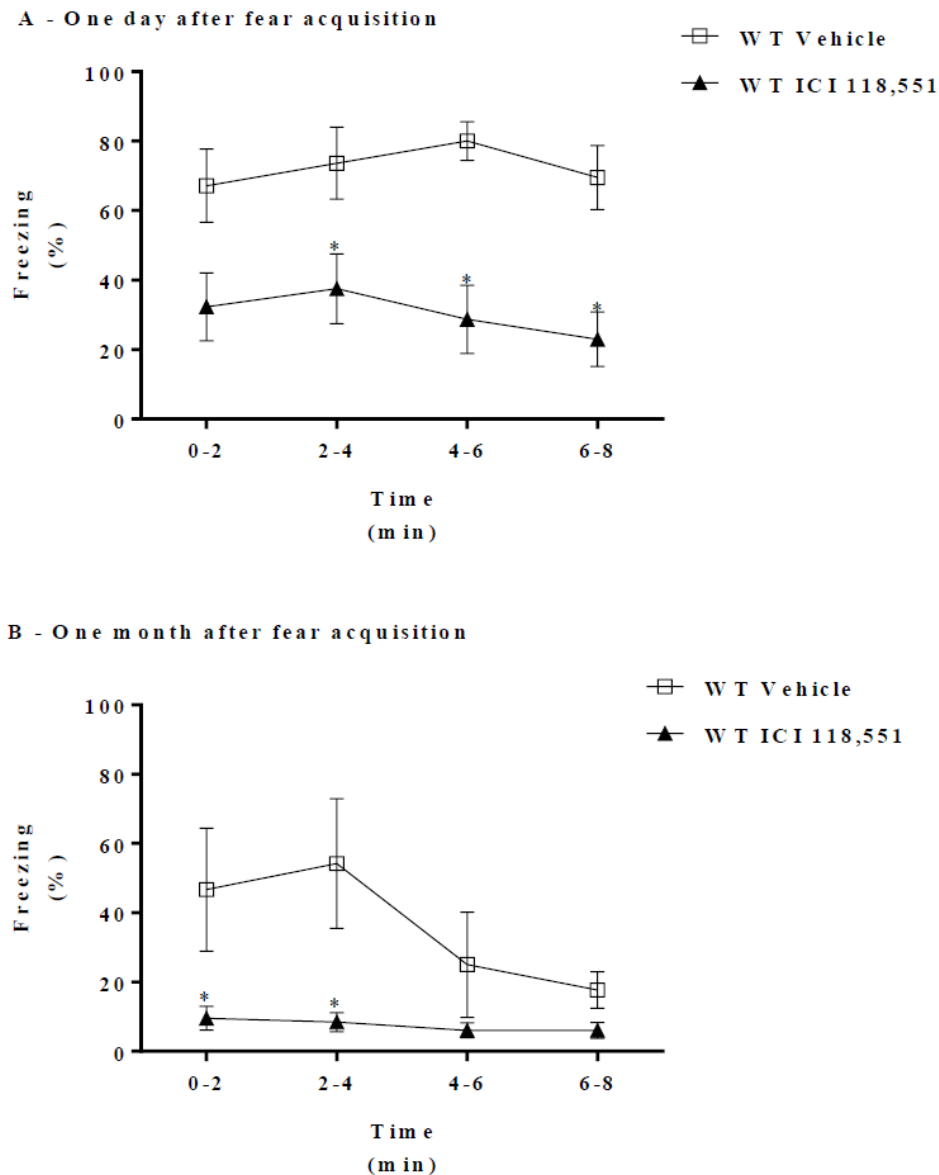 A - One day after fear acquisition
WT Vehicle
WT ICI 118,551
100
80
60
40
20
0
Freezing
(%)
*
*
*
0-2
2-4
4-6
6-8
Time
(min)
B - One month after fear acquisition
WT Vehicle
WT ICI 118,551
100
80
60
40
20
0
Freezing
(%)
*
*
0-2
2-4
4-6
6-8
Time
(min)